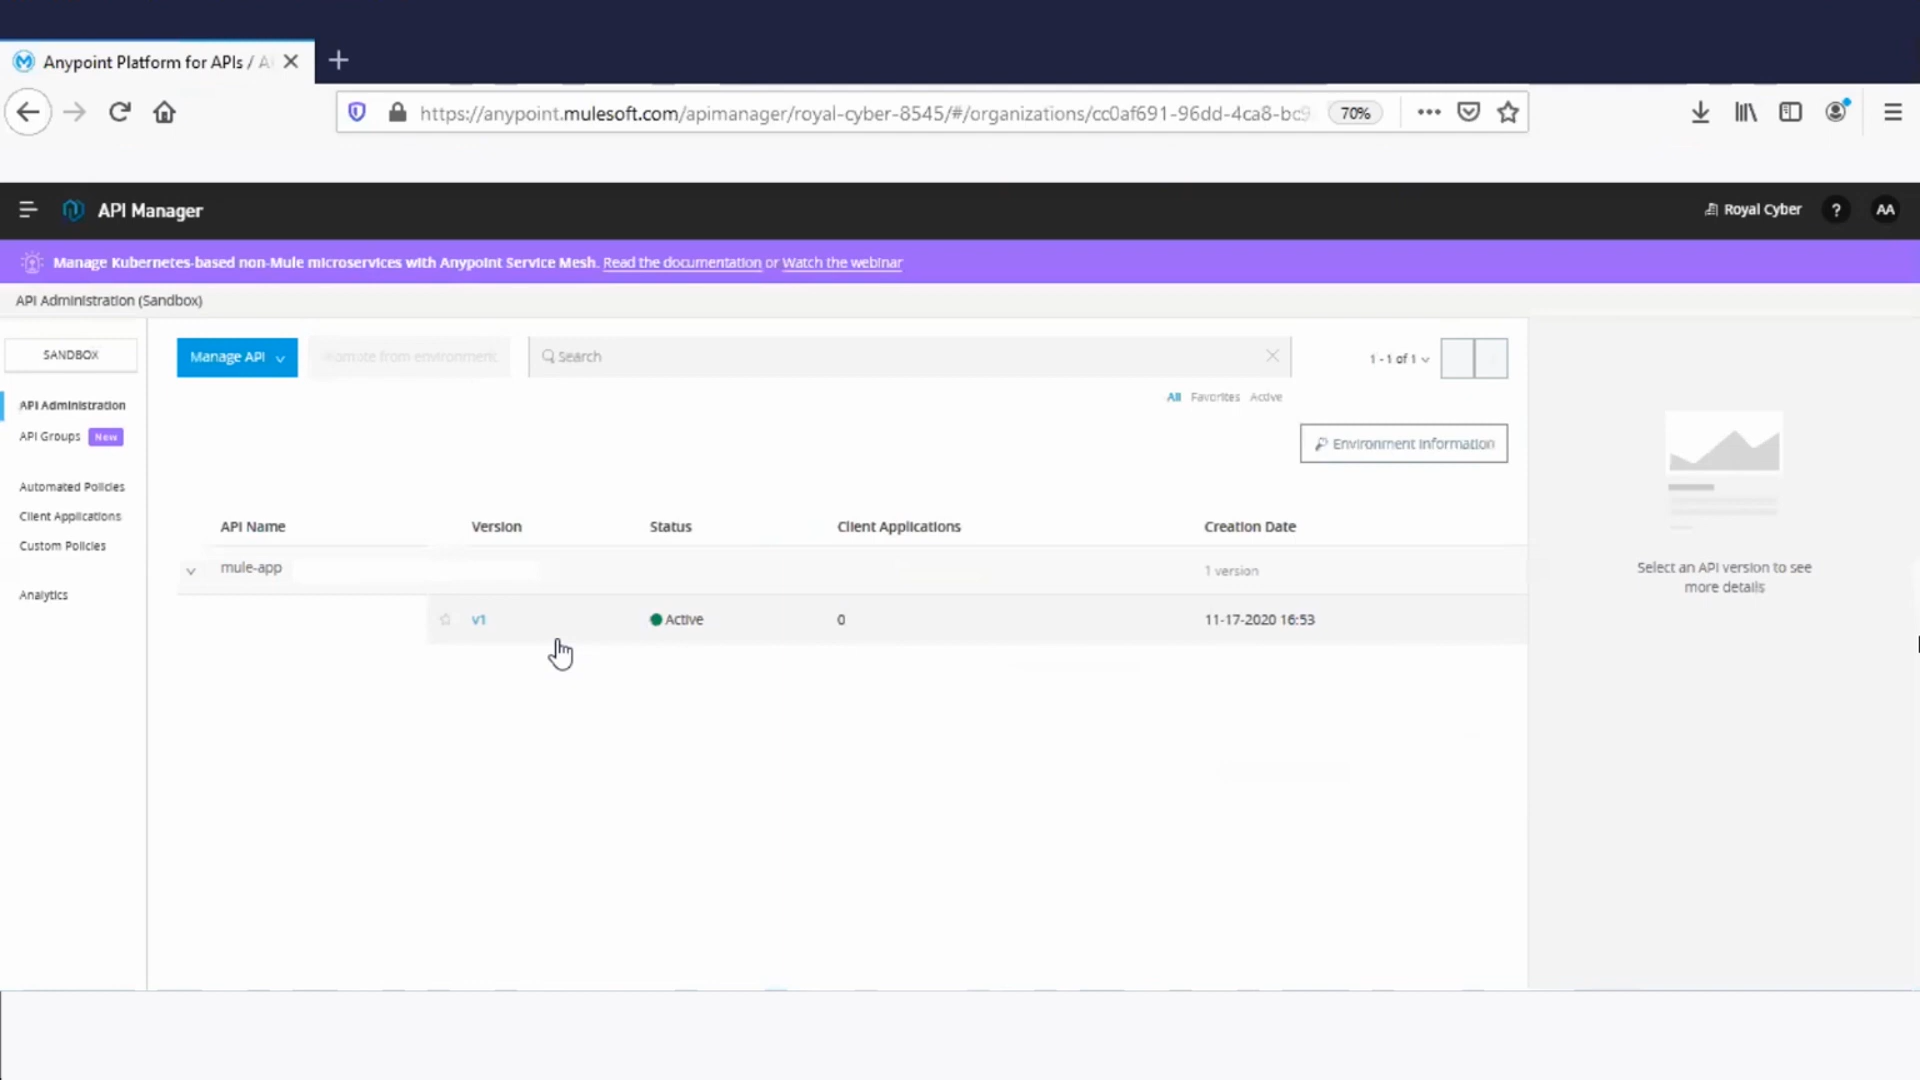 Anypoint Platform for APIs / A
https://anypoint.mulesoft.com/apimanager/royal-cyber-8545/#/organizations/cc0af691-96dd-4ca8-bc9
70%
API Manager
Royal Cyber
?
AA
Manage Kubernetes-based non-Mule microservices with Anypoint Service Mesh. Read the documentation or Watch the webinar
API Administration (Sandbox)
SANDBOX
Manage API
from environment
Search
1 - 1 of 1
All Favorites Active
API Administration
API Groups New
Environment Information
Automated Policies
Client Applications
Custom Policies
Analytics
API Name Version Status Client Applications Creation Date
mule-app 1 version
v1 Active 0 11-17-2020 16:53
Select an API version to see
more details